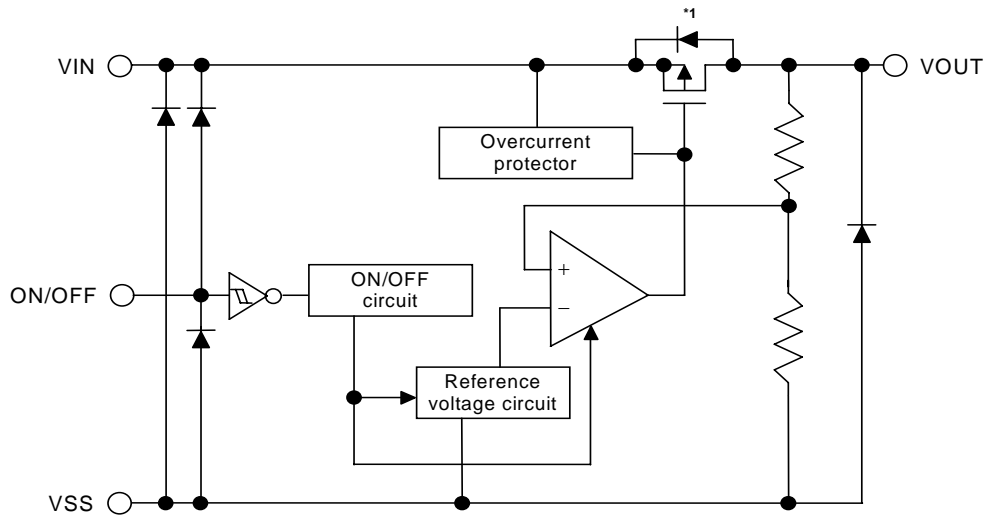 *1
VIN
VOUT
Overcurrent
protector
+
−
ON/OFF
ON/OFF
circuit
Reference
voltage circuit
VSS